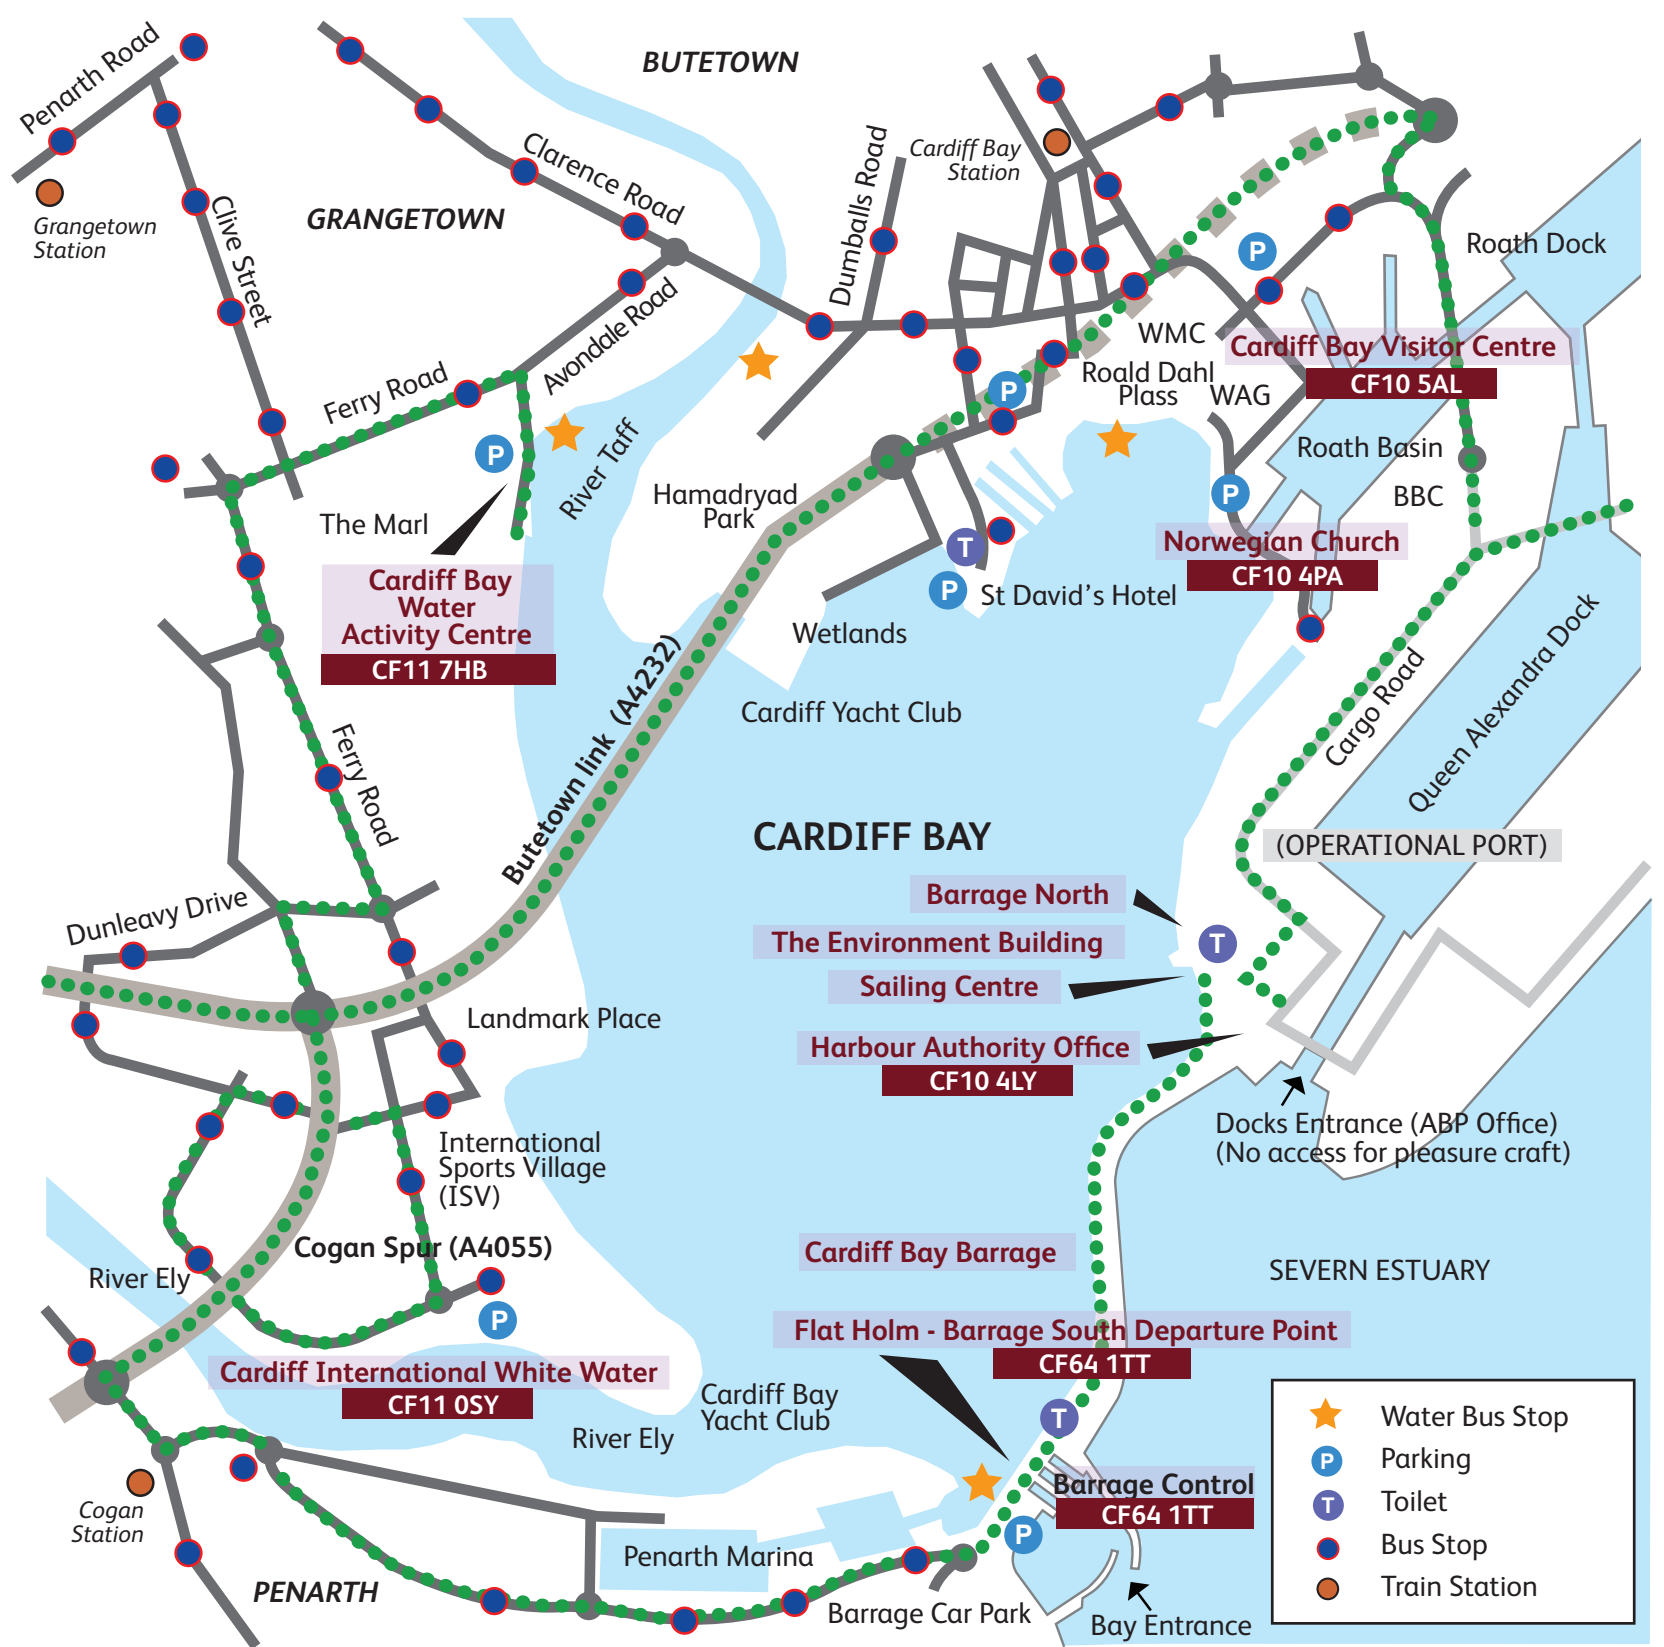 Penarth Road
BUTETOWN
Clarence Road
Cardiff Bay
Station
Dumballs Road
Grangetown
Station
Clive Street
GRANGETOWN
Roath Dock
Avondale Road
Ferry Road
WMC
Cardiff Bay Visitor Centre
CF10 5AL
Roald Dahl
Plass
WAG
River Taff
Roath Basin
Hamadryad
Park
BBC
The Marl
Norwegian Church
CF10 4PA
Cardiff Bay
Water
Activity Centre
CF11 7HB
St David's Hotel
Wetlands
Queen Alexandra Dock
Cardiff Yacht Club
Cargo Road
Butetown link (A4232)
Ferry Road
CARDIFF BAY
(OPERATIONAL PORT)
Barrage North
Dunleavy Drive
The Environment Building
Sailing Centre
Landmark Place
Harbour Authority Office
CF10 4LY
Docks Entrance (ABP Office)
(No access for pleasure craft)
International
Sports Village
(ISV)
Cogan Spur (A4055)
Cardiff Bay Barrage
SEVERN ESTUARY
River Ely
Flat Holm - Barrage South Departure Point
CF64 1TT
Cardiff International White Water
CF11 0SY
Cardiff Bay
Yacht Club
River Ely
Barrage Control
CF64 1TT
Cogan
Station
Penarth Marina
PENARTH
Barrage Car Park
Bay Entrance
Water Bus Stop
P
Parking
T
Toilet
Bus Stop
Train Station
P
P
P
P
P
P
P
T
T
T